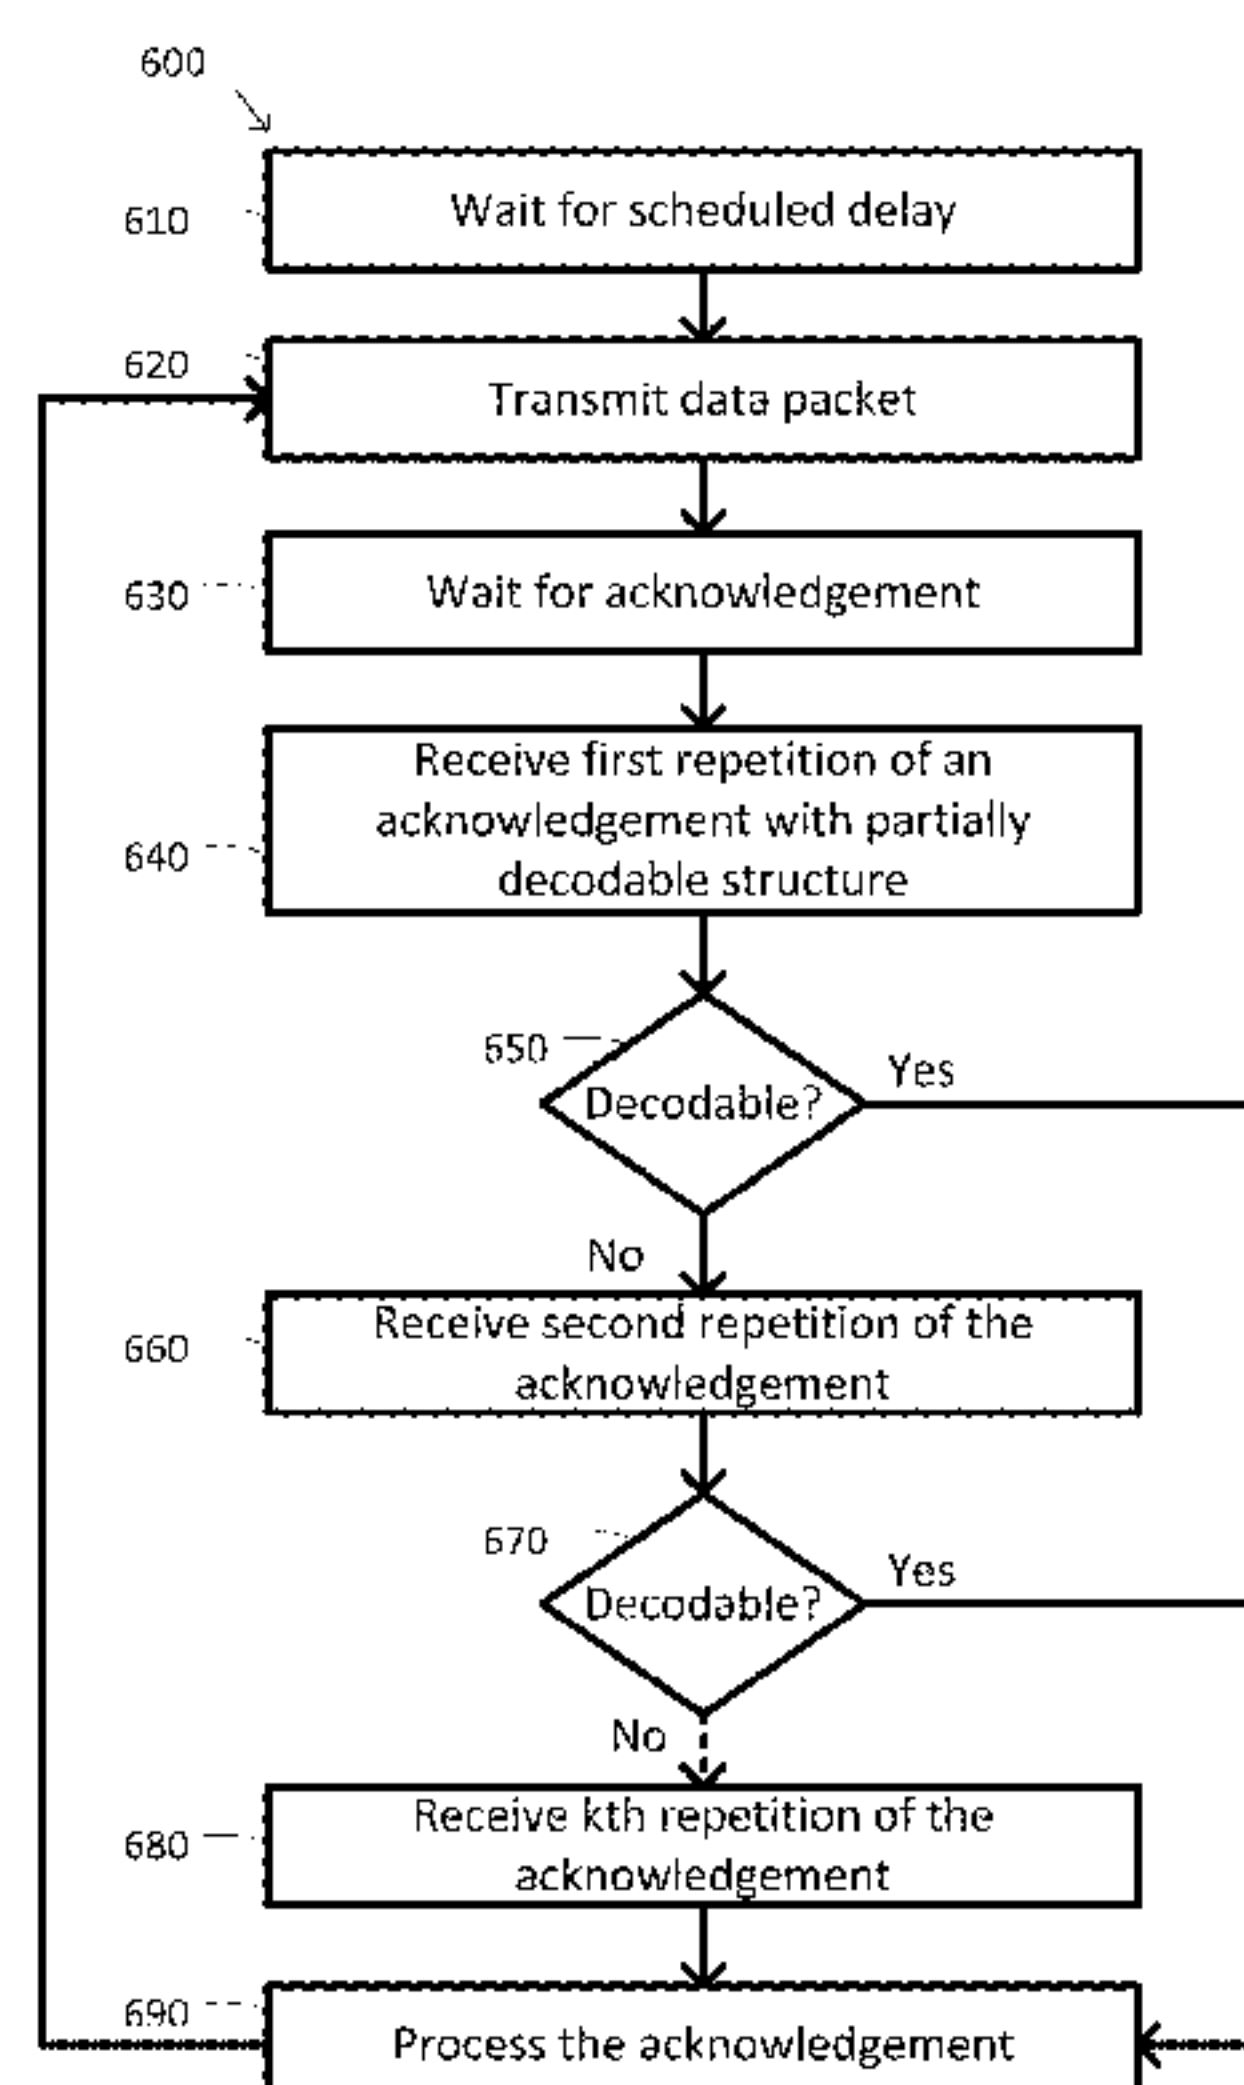 600
610
Wait for scheduled delay
620
Transmit data packet
630
Wait for acknowledgement
640
Receive first repetition of an
acknowledgement with partially
decodable structure
650
Decodable?
Yes
No
660
Receive second repetition of the
acknowledgement
670
Decodable?
Yes
No
680
Receive kth repetition of the
acknowledgement
690
Process the acknowledgement